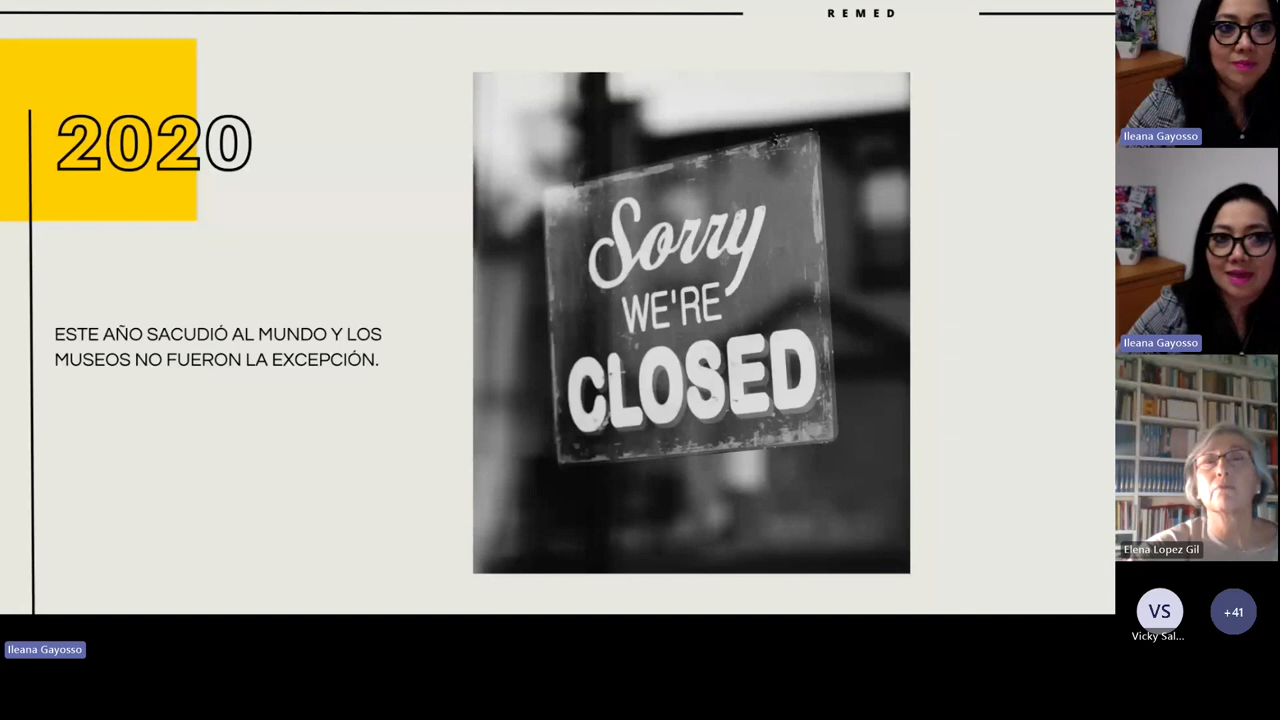 REMED
2020
ESTE AÑO SACUDIÓ AL MUNDO Y LOS
MUSEOS NO FUERON LA EXCEPCIÓN.
Sorry
WE'RE
CLOSED
Ileana Gayosso
Ileana Gayosso
Elena Lopez Gil
VS
Vicky Sal...
+41
Ileana Gayosso